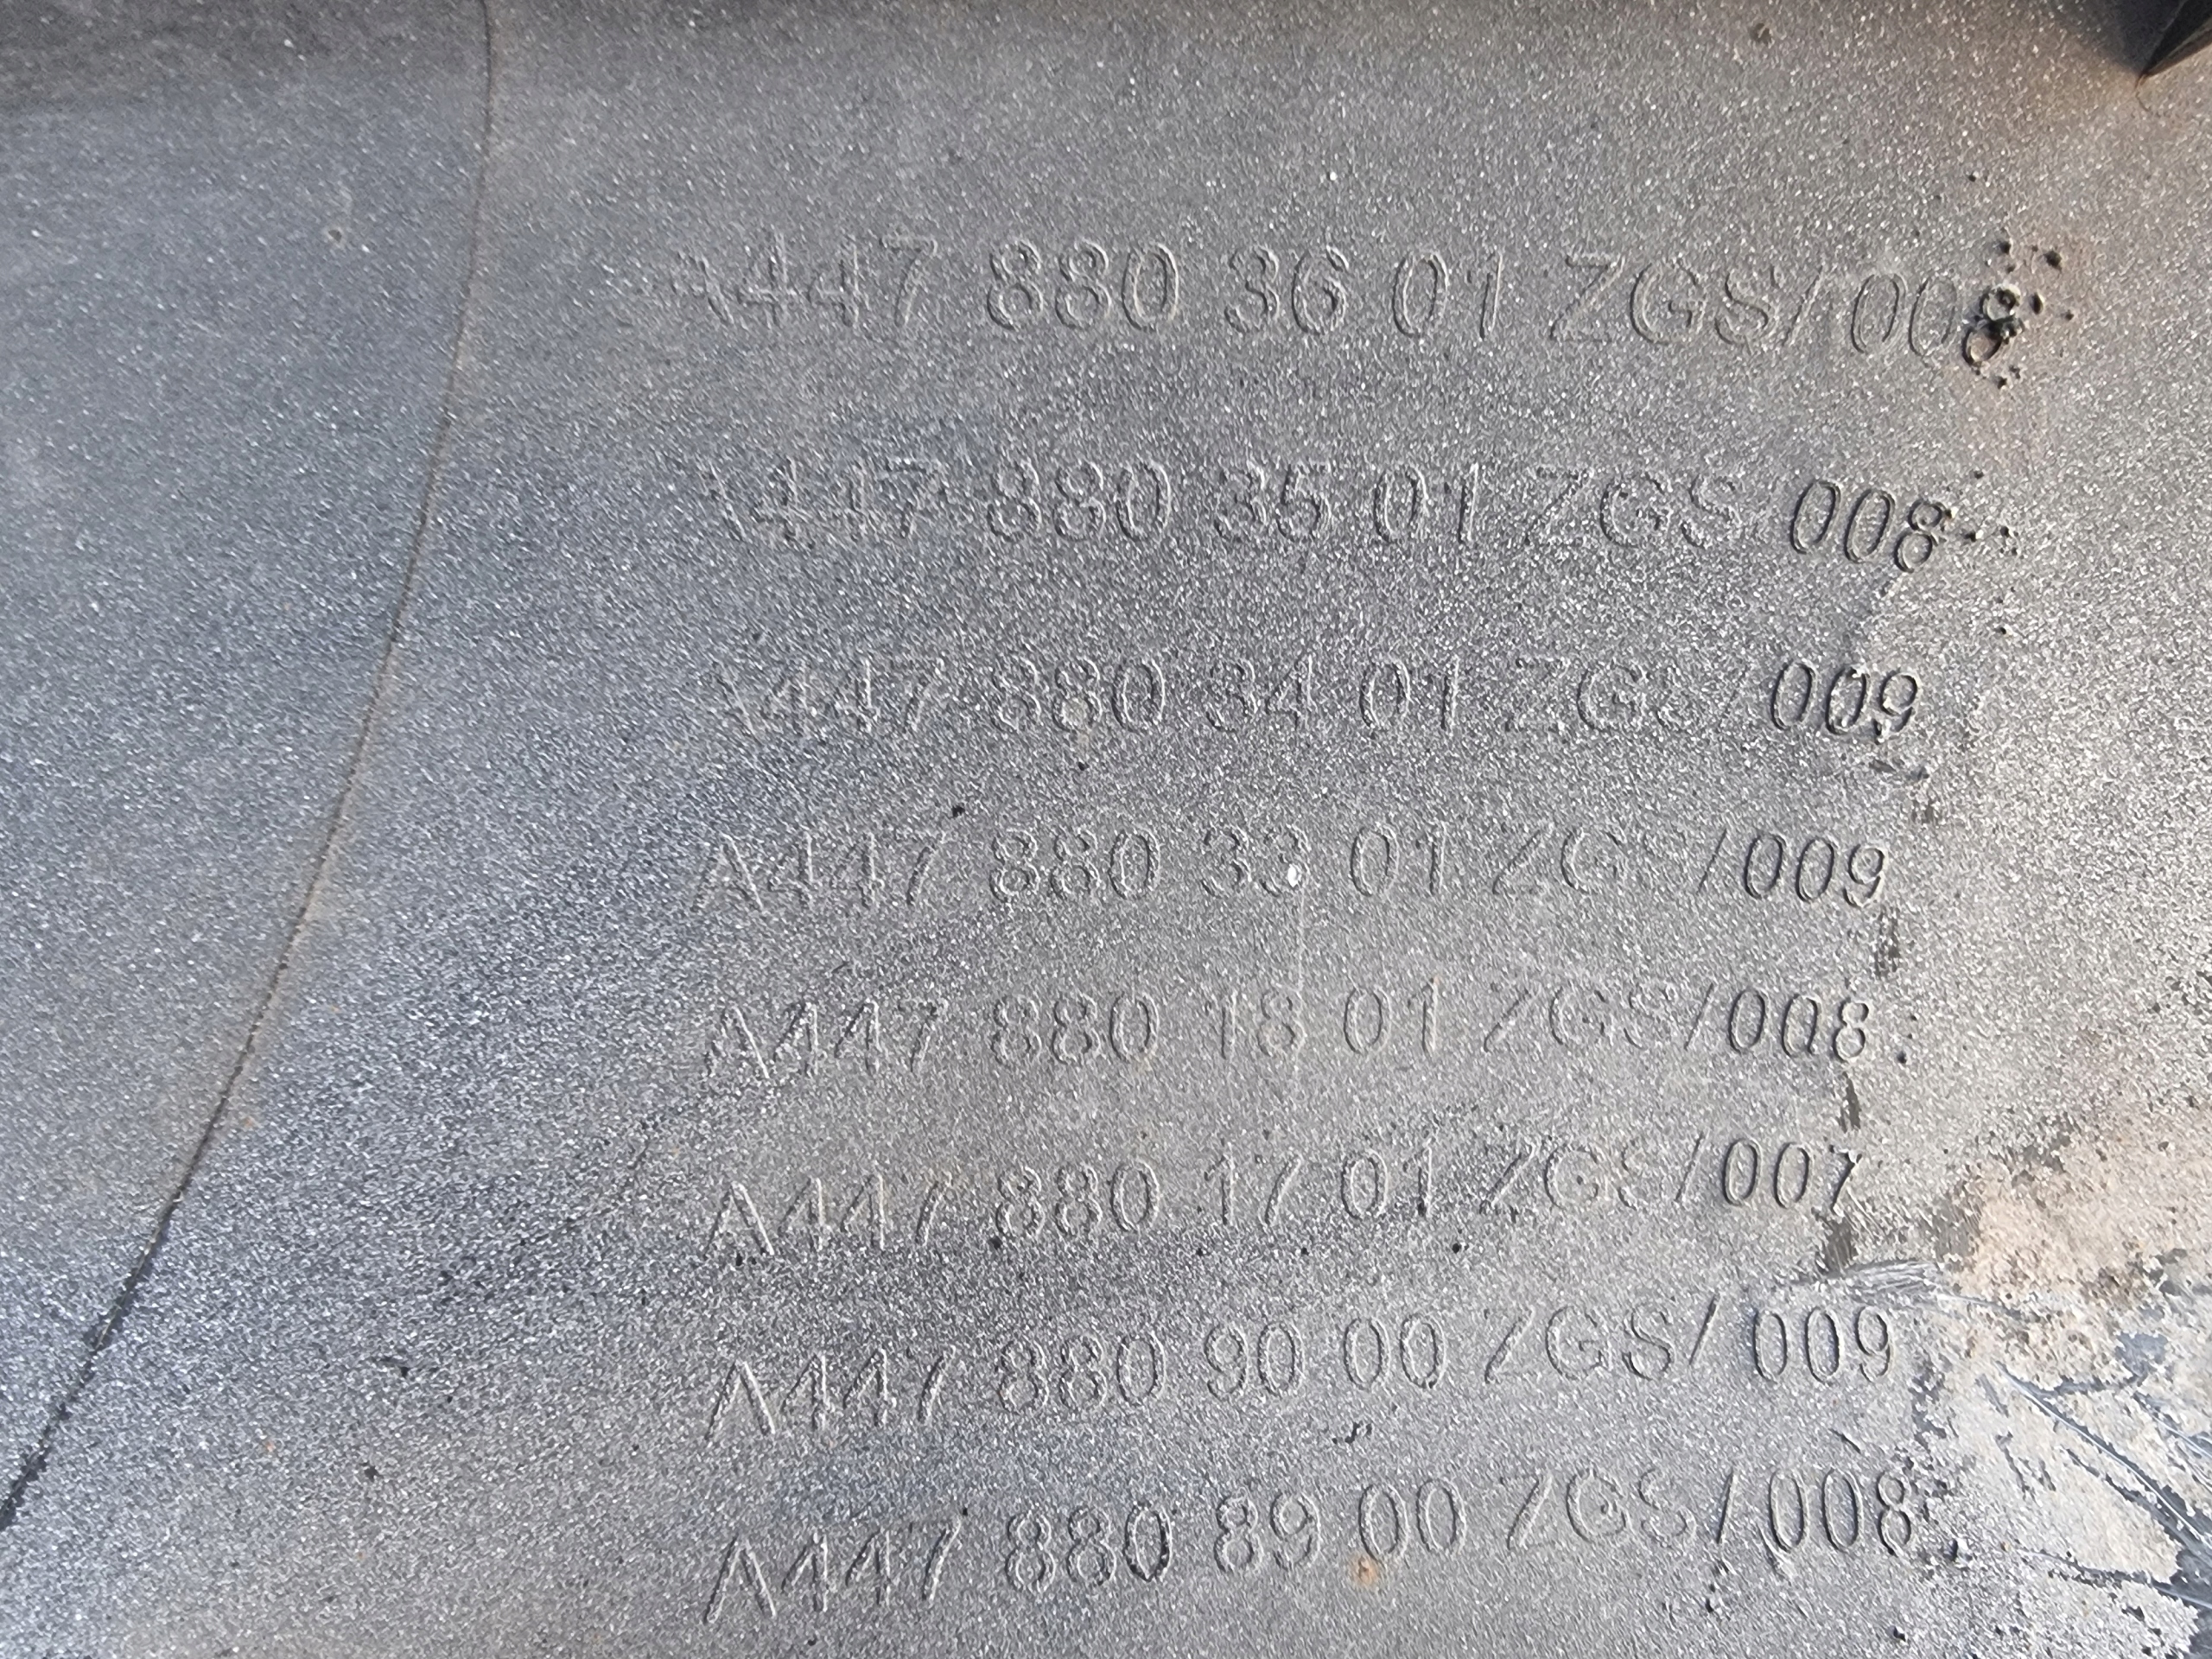 A447 880 36 01 ZGS/008
A447 880 35 01 ZGS 008
A447 880 34 01 ZGS/009
A447 880 33 01 ZGS/009
A447 880 18 01 ZGS/008
A447 880 17 01 ZGS/007
A447 880 90 00 ZGS/009
A447 880 89 00 ZGS/008